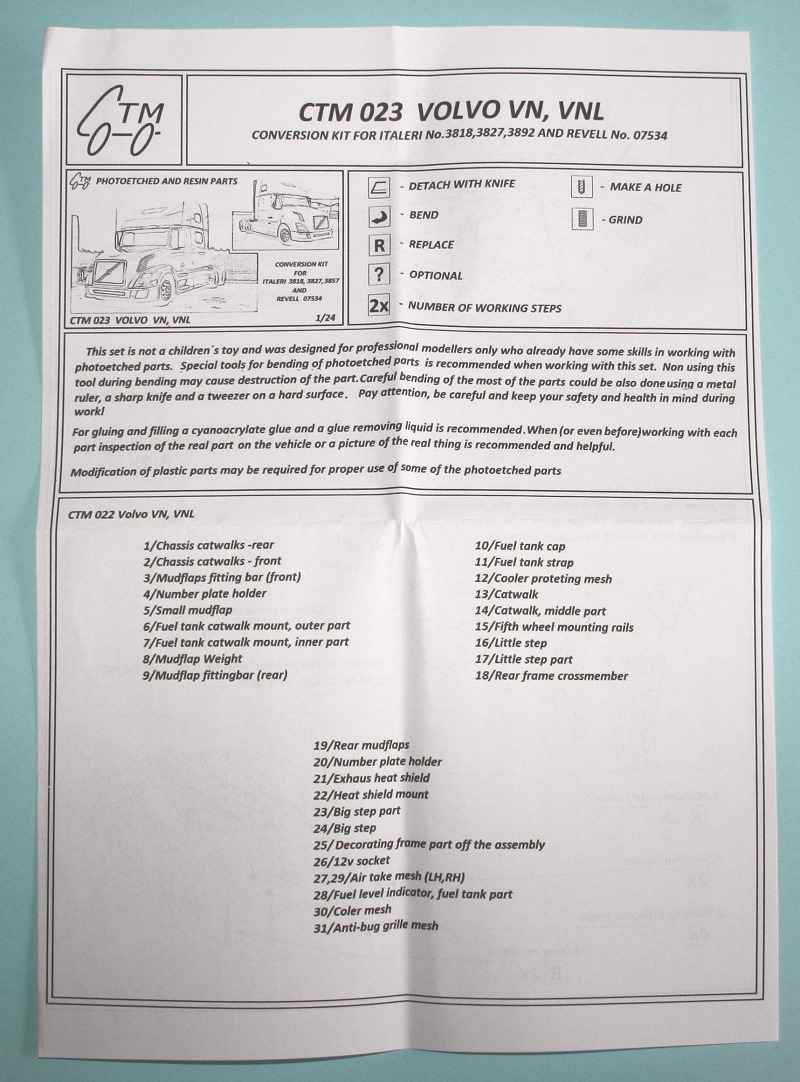 CTM
CTM 023 VOLVO VN, VNL
CONVERSION KIT FOR ITALERI No.3818,3827,3892 AND REVELL No. 07534
CTM PHOTOETCHED AND RESIN PARTS
CONVERSION KIT
FOR
ITALERI 3818, 3827,3857
AND
REVELL 07534
CTM 023 VOLVO VN, VNL 1/24
- DETACH WITH KNIFE
- BEND
R - REPLACE
? - OPTIONAL
2x - NUMBER OF WORKING STEPS
- MAKE A HOLE
- GRIND
This set is not a children´s toy and was designed for professional modellers only who already have some skills in working with
photoetched parts. Special tools for bending of photoetched parts is recommended when working with this set. Non using this
tool during bending may cause destruction of the part.Careful bending of the most of the parts could be also done using a metal
ruler, a sharp knife and a tweezer on a hard surface. Pay attention, be careful and keep your safety and health in mind during
work!
For gluing and filling a cyanoacrylate glue and a glue removing liquid is recommended.When (or even before)working with each
part inspection of the real part on the vehicle or a picture of the real thing is recommended and helpful.
Modification of plastic parts may be required for proper use of some of the photoetched parts
CTM 022 Volvo VN, VNL
1/Chassis catwalks -rear
2/Chassis catwalks - front
3/Mudflaps fitting bar (front)
4/Number plate holder
5/Small mudflap
6/Fuel tank catwalk mount, outer part
7/Fuel tank catwalk mount, inner part
8/Mudflap Weight
9/Mudflap fittingbar (rear)
10/Fuel tank cap
11/Fuel tank strap
12/Cooler proteting mesh
13/Catwalk
14/Catwalk, middle part
15/Fifth wheel mounting rails
16/Little step
17/Little step part
18/Rear frame crossmember
19/Rear mudflaps
20/Number plate holder
21/Exhaus heat shield
22/Heat shield mount
23/Big step part
24/Big step
25/ Decorating frame part off the assembly
26/12v socket
27,29/Air take mesh (LH,RH)
28/Fuel level indicator, fuel tank part
30/Coler mesh
31/Anti-bug grille mesh